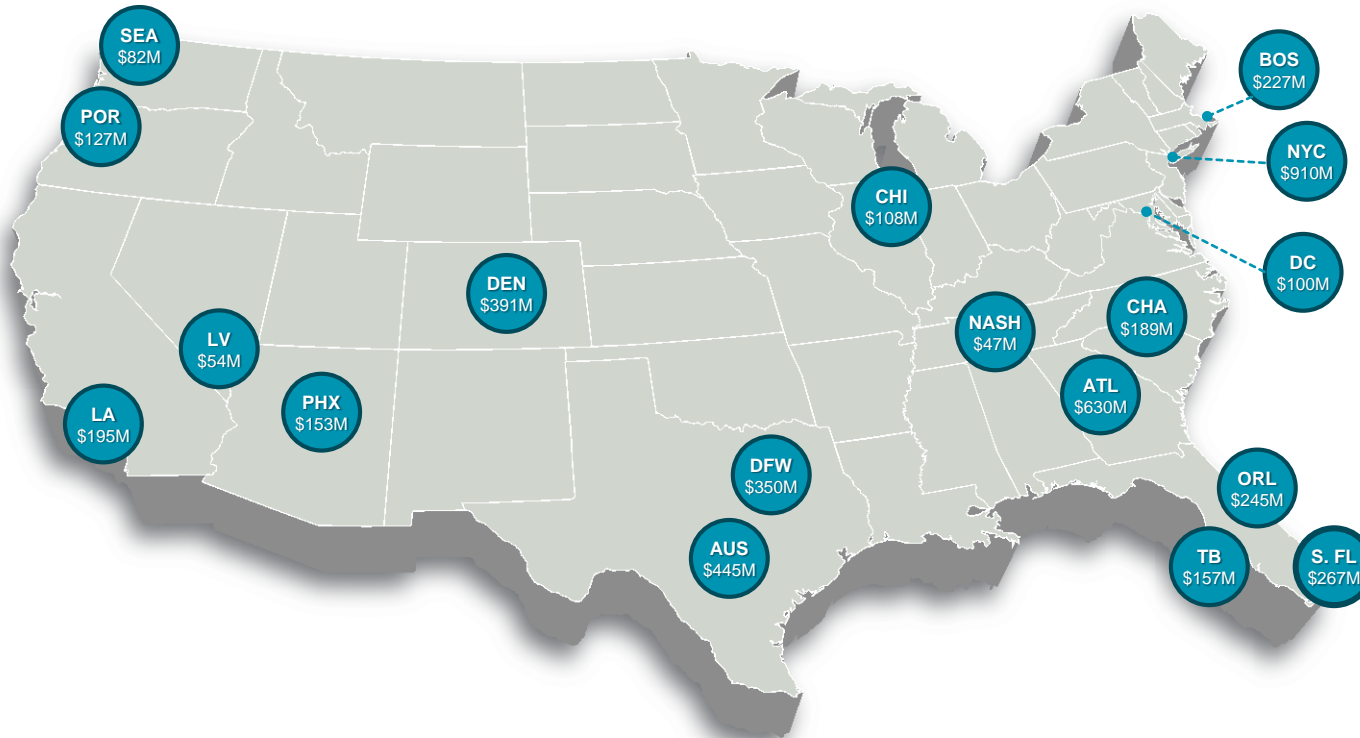 SEA
$82M
POR
$127M
BOS
$227M
NYC
$910M
CHI
$108M
DC
$100M
DEN
$391M
CHA
$189M
NASH
$47M
LV
$54M
ATL
$630M
PHX
$153M
LA
$195M
DFW
$350M
ORL
$245M
AUS
$445M
TB
$157M
S. FL
$267M